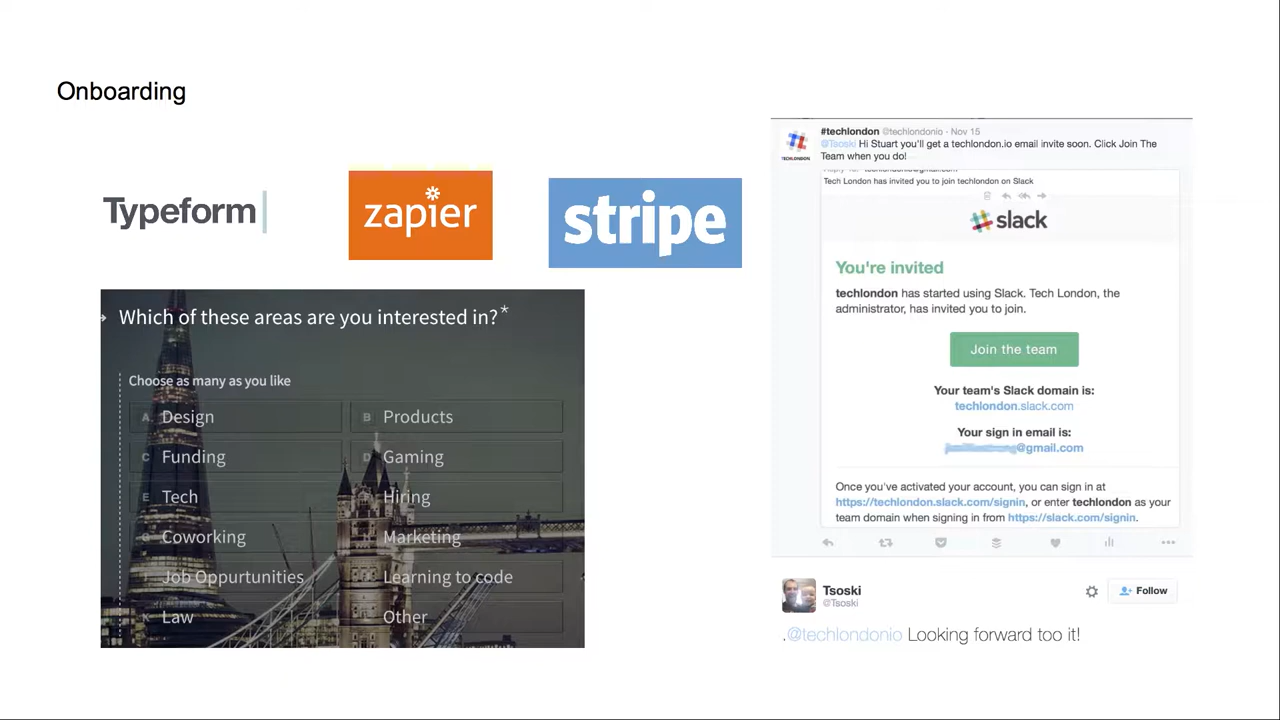 Onboarding
Typeform
zapier
stripe
Which of these areas are you interested in?*
Choose as many as you like
A Design
B Products
C Funding
D Gaming
E Tech
Hiring
G Coworking
Marketing
Job Oppurtunities
Learning to code
K Law
Other
#techlondon @techlondonio - Nov 15
@Tsoski Hi Stuart you'll get a techlondon.io email invite soon. Click Join The
Team when you do!
TECHLONDON
Tech London has invited you to join techlondon on Slack
slack
You're invited
techlondon has started using Slack. Tech London, the
administrator, has invited you to join.
Join the team
Your team's Slack domain is:
techlondon.slack.com
Your sign in email is:
@gmail.com
Once you've activated your account, you can sign in at
https://techlondon.slack.com/signin, or enter techlondon as your
team domain when signing in from https://slack.com/signin.
Tsoski
@Tsoski
Follow
.@techlondonio Looking forward too it!